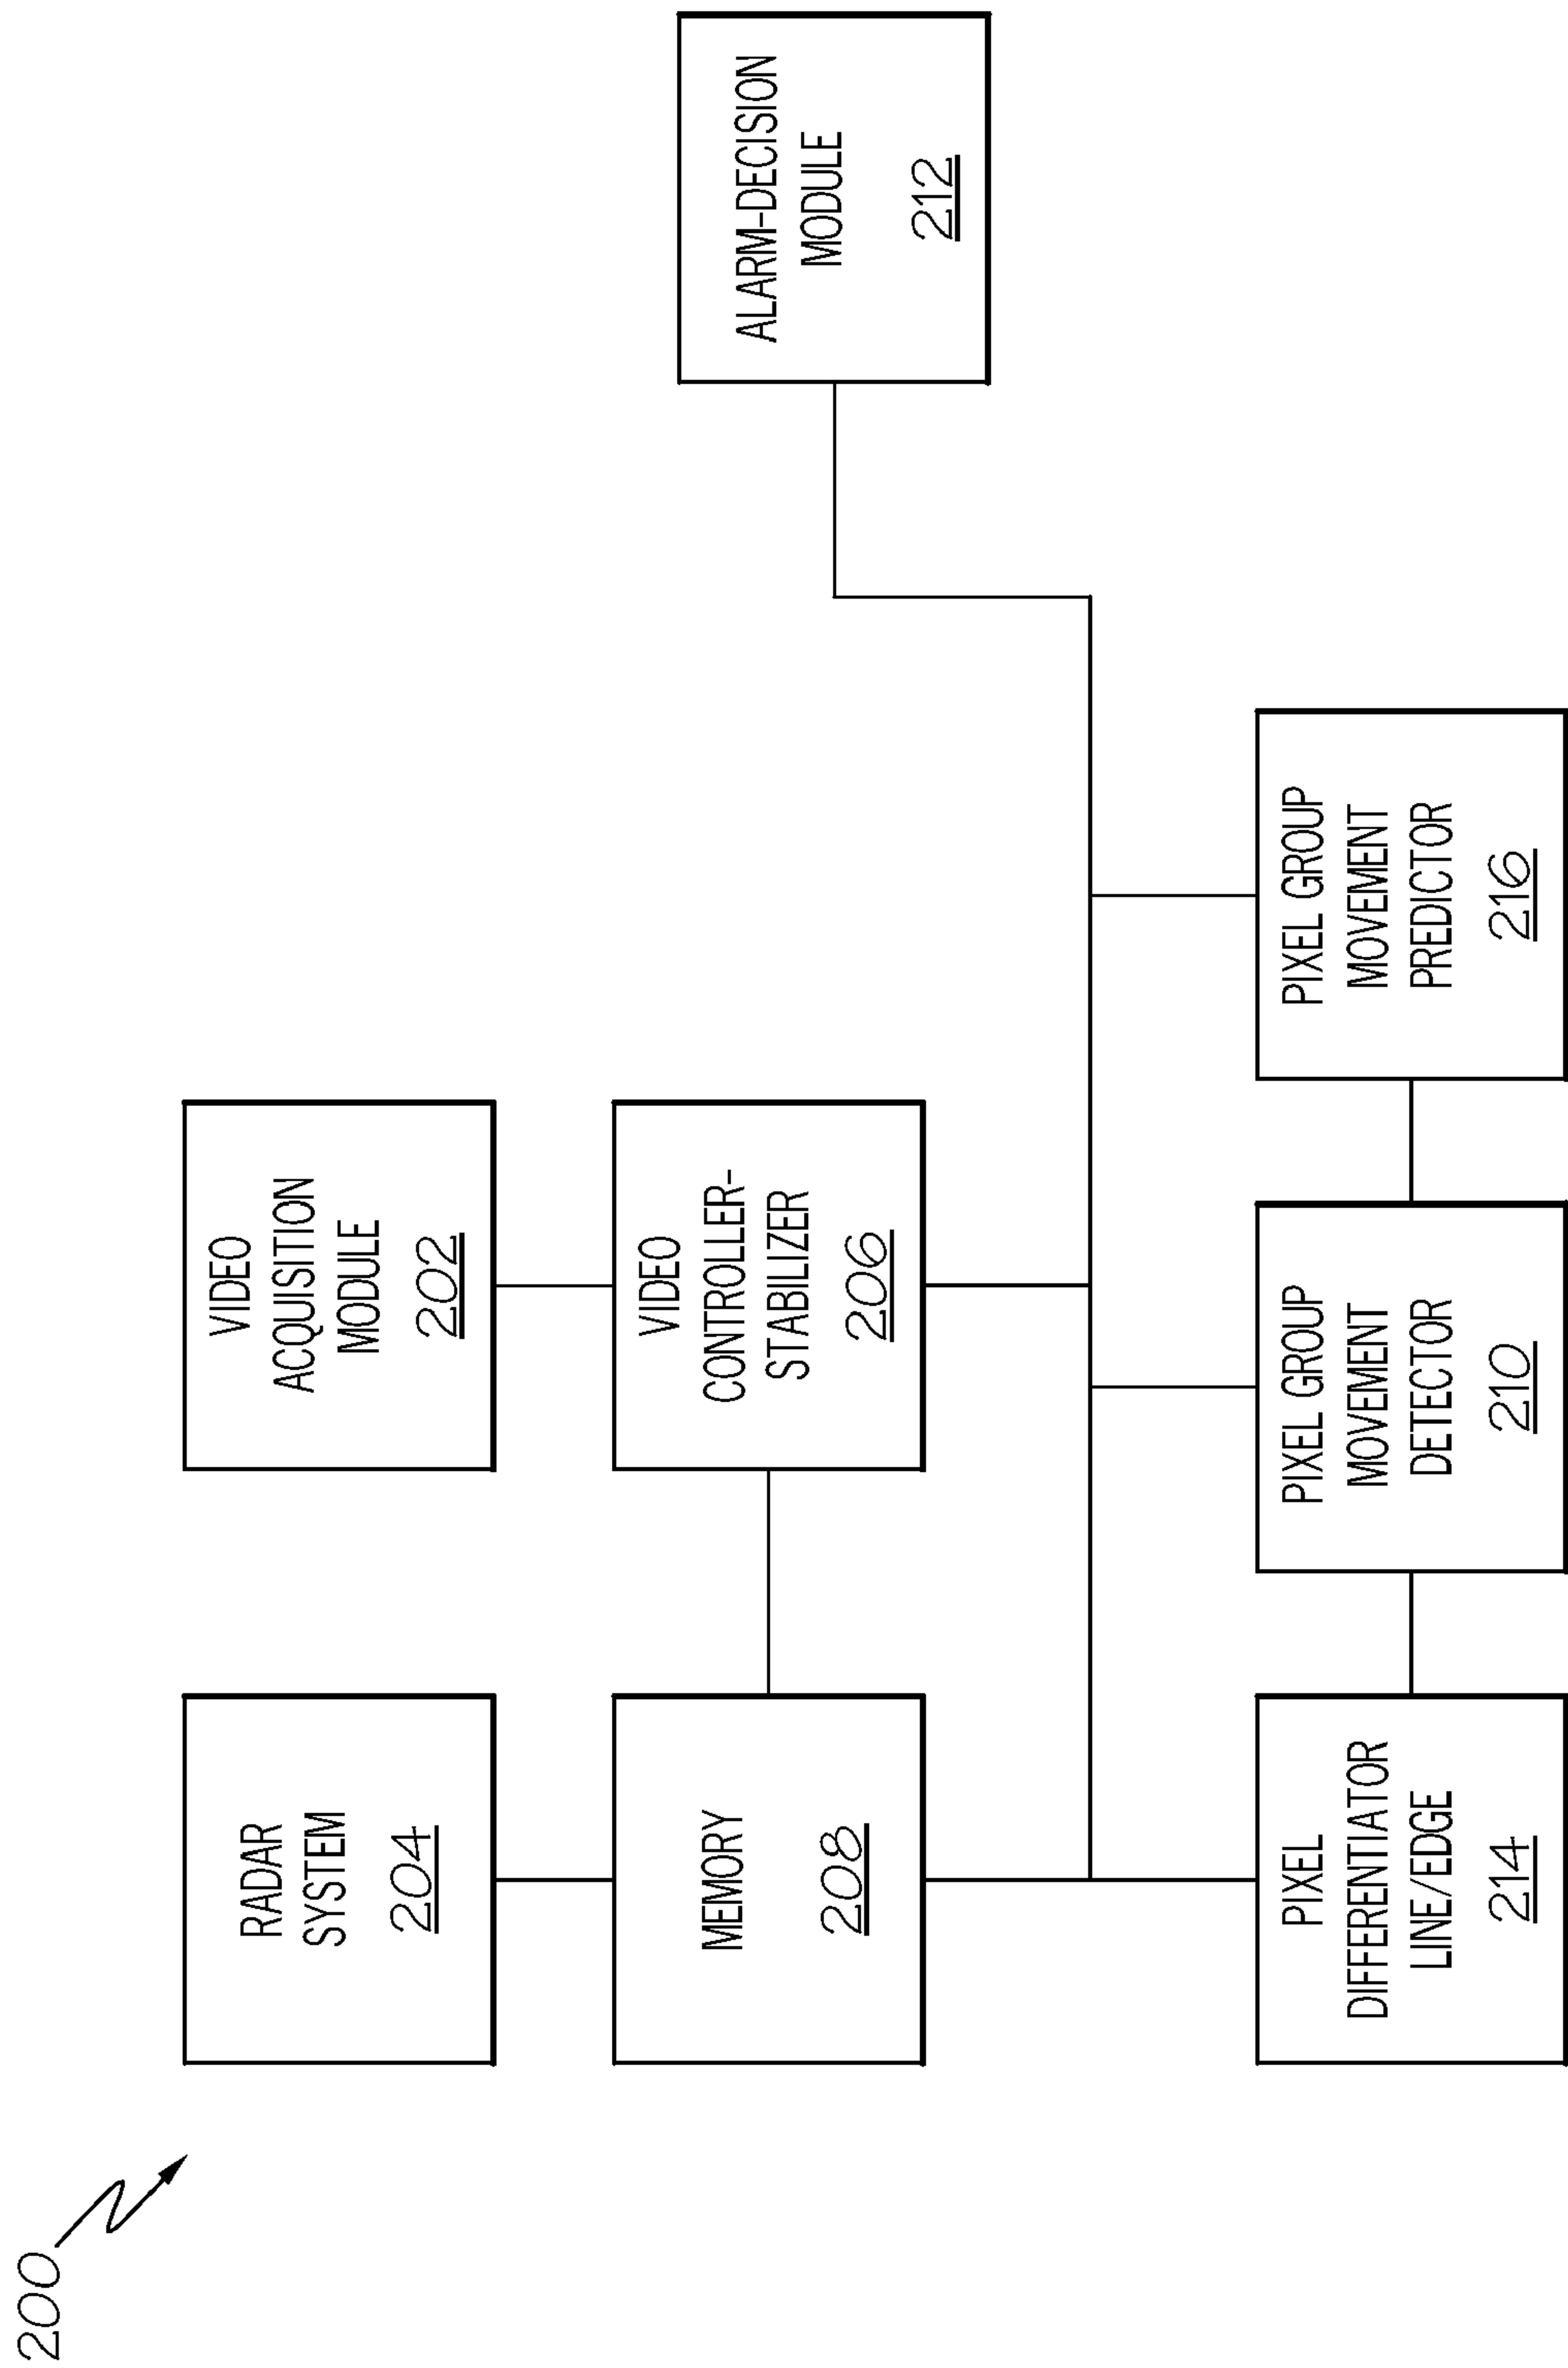 200
RADAR
SYSTEM
204
VIDEO
ACQUISITION
MODULE
202
MEMORY
208
VIDEO
CONTROLLER-
STABILIZER
206
ALARM-DECISION
MODULE
212
PIXEL
DIFFERENTIATOR
LINE/EDGE
214
PIXEL GROUP
MOVEMENT
DETECTOR
210
PIXEL GROUP
MOVEMENT
PREDICTOR
216